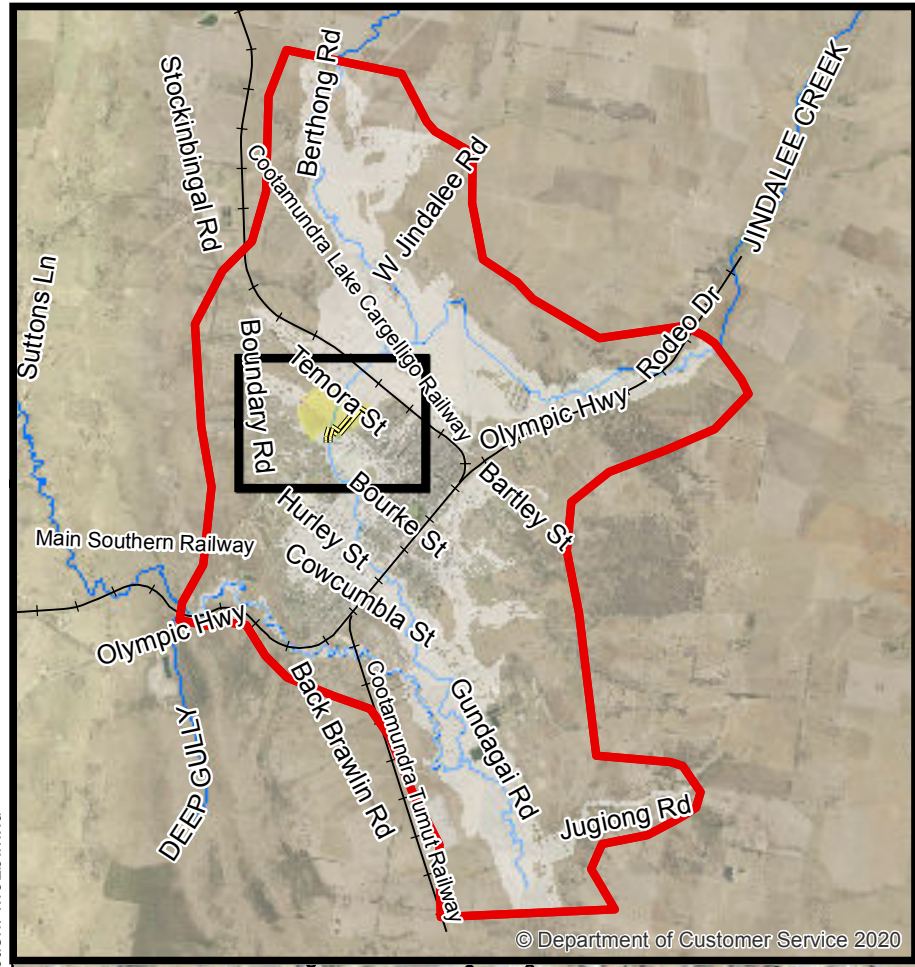 Berthong Rd
Stockinbingal Rd
JINDALEE CREEK
Cootamundra Lake Cargelligo Railway
W Jindalee Rd
Suttons Ln
Rodeo Dr
Boundary Rd
Temora St
Olympic Hwy
Bartley St
Bourke St
Hurley St
Main Southern Railway
Cowcumbla St
Olympic Hwy
Back Brawlin Rd
Cootamundra Tumut Railway
Gundagai Rd
DEEP GULLY
Jugiong Rd
© Department of Customer Service 2020